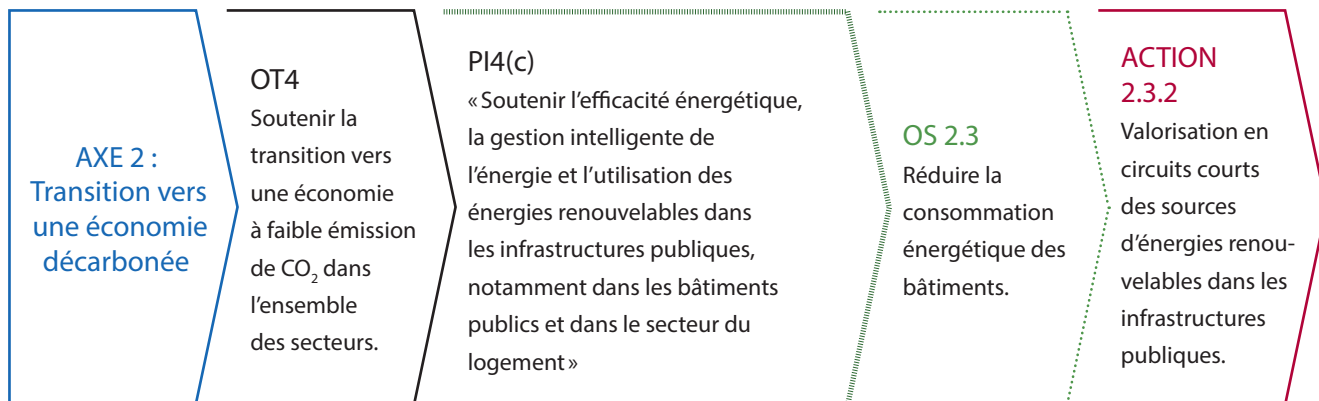 AXE 2 :
Transition vers
une économie
décarbonée
OT4
Soutenir la
transition vers
une économie
à faible émission
de CO₂ dans
l’ensemble
des secteurs.
PI4(c)
« Soutenir l’efficacité énergétique,
la gestion intelligente de
l’énergie et l’utilisation des
énergies renouvelables dans
les infrastructures publiques,
notamment dans les bâtiments
publics et dans le secteur du
logement »
OS 2.3
Réduire la
consommation
énergétique des
bâtiments.
ACTION
2.3.2
Valorisation en
circuits courts
des sources
d’énergies renou-
velables dans les
infrastructures
publiques.